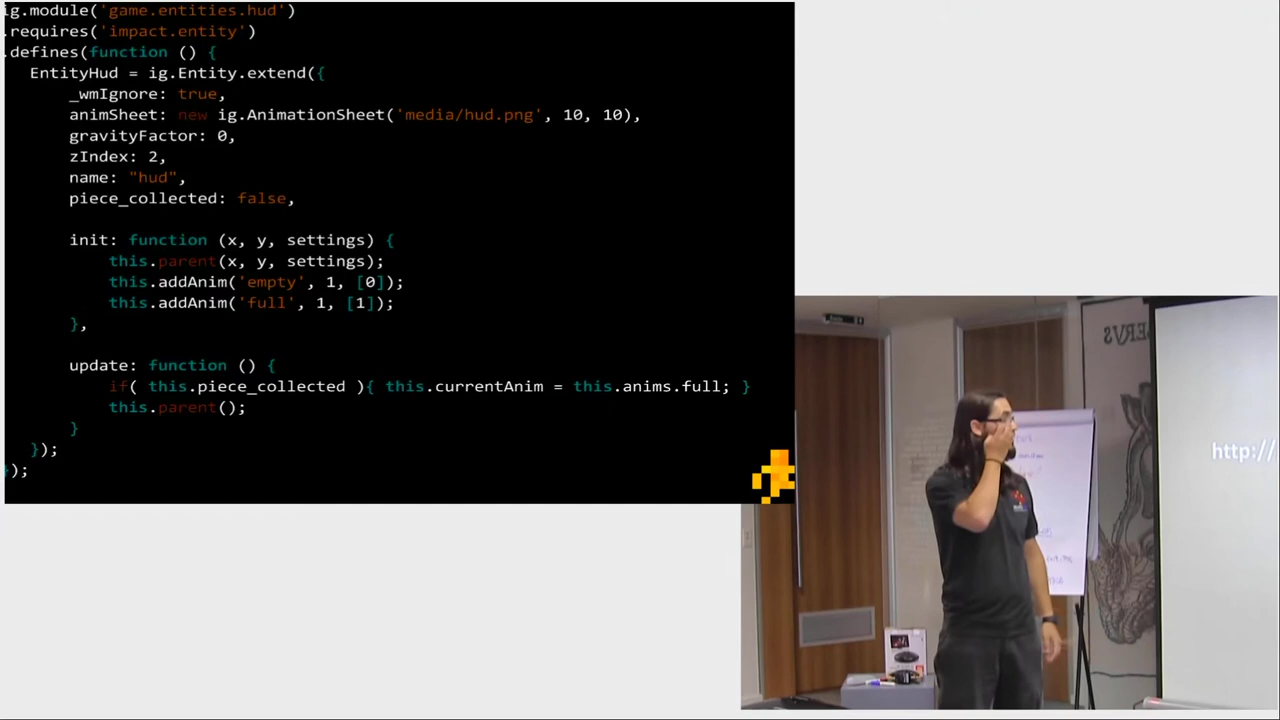 ig.module('game.entities.hud')
.requires('impact.entity')
.defines(function () {
EntityHud = ig.Entity.extend({
_wmIgnore: true,
animSheet: new ig.AnimationSheet('media/hud.png', 10, 10),
gravityFactor: 0,
zIndex: 2,
name: "hud",
piece_collected: false,
init: function (x, y, settings) {
this.parent(x, y, settings);
this.addAnim('empty', 1, [0]);
this.addAnim('full', 1, [1]);
},
update: function () {
if( this.piece_collected ){ this.currentAnim = this.anims.full; }
this.parent();
}
});
});
http://